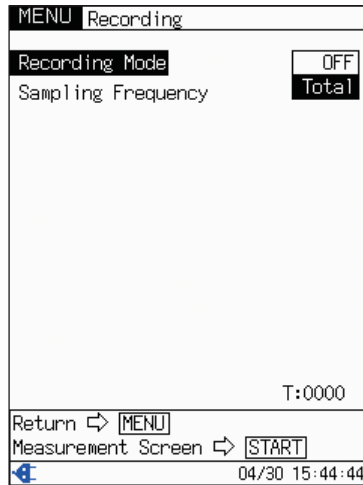 MENU Recording
Recording Mode OFF
Sampling Frequency Total
T:0000
Return ⇨ MENU
Measurement Screen ⇨ START
04/30 15:44:44